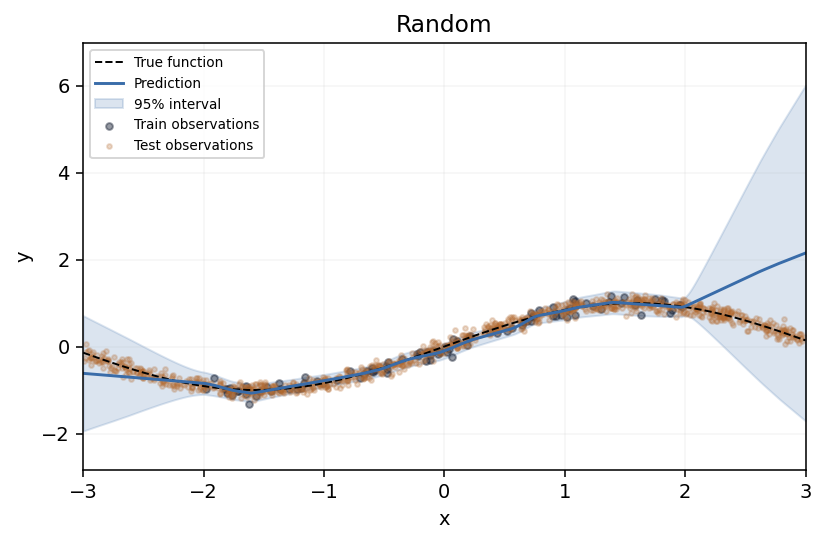 Random
True function
Prediction
95% interval
Train observations
Test observations
y
6
4
2
0
−2
−3
−2
−1
0
1
2
3
x